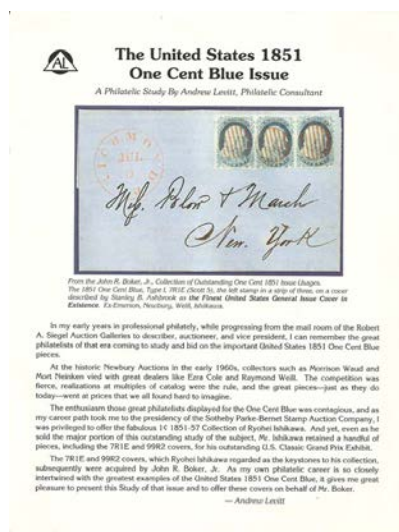 AL
The United States 1851
One Cent Blue Issue
A Philatelic Study By Andrew Levitt, Philatelic Consultant
RICHMOND
JUL
Mess. Blow & March
New York
From the John R. Boker, Jr., Collection of Outstanding One Cent 1851 Issue Usages.
The 1851 One Cent Blue, Type I, 7R1E (Scott 5), the left stamp in a strip of three, on a cover
described by Stanley B. Ashbrook as the Finest United States General Issue Cover in
Existence. Ex-Emerson, Newbury, Weill, Ishikawa.
In my early years in professional philately, while progressing from the mail room of the Robert
A. Siegel Auction Galleries to describer, auctioneer, and vice president, I can remember the great
philatelists of that era coming to study and bid on the important United States 1851 One Cent Blue
pieces.
At the historic Newbury Auctions in the early 1960s, collectors such as Morrison Waud and
Mort Neinken vied with great dealers like Ezra Cole and Raymond Weill. The competition was
fierce, realizations at multiples of catalog were the rule, and the great pieces—just as they do
today—went at prices that we all found hard to imagine.
The enthusiasm those great philatelists displayed for the One Cent Blue was contagious, and as
my career path took me to the presidency of the Sotheby Parke-Bernet Stamp Auction Company, I
was privileged to offer the fabulous 1¢ 1851-57 Collection of Ryohei Ishikawa. And yet, even as he
sold the major portion of this outstanding study of the subject, Mr. Ishikawa retained a handful of
pieces, including the 7R1E and 99R2 covers, for his outstanding U.S. Classic Grand Prix Exhibit.
The 7R1E and 99R2 covers, which Ryohei Ishikawa regarded as the keystones to his collection,
subsequently were acquired by John R. Boker, Jr. As my own philatelic career is so closely
intertwined with the greatest examples of the United States 1851 One Cent Blue, it gives me great
pleasure to present this Study of that issue and to offer these covers on behalf of Mr. Boker.
— Andrew Levitt